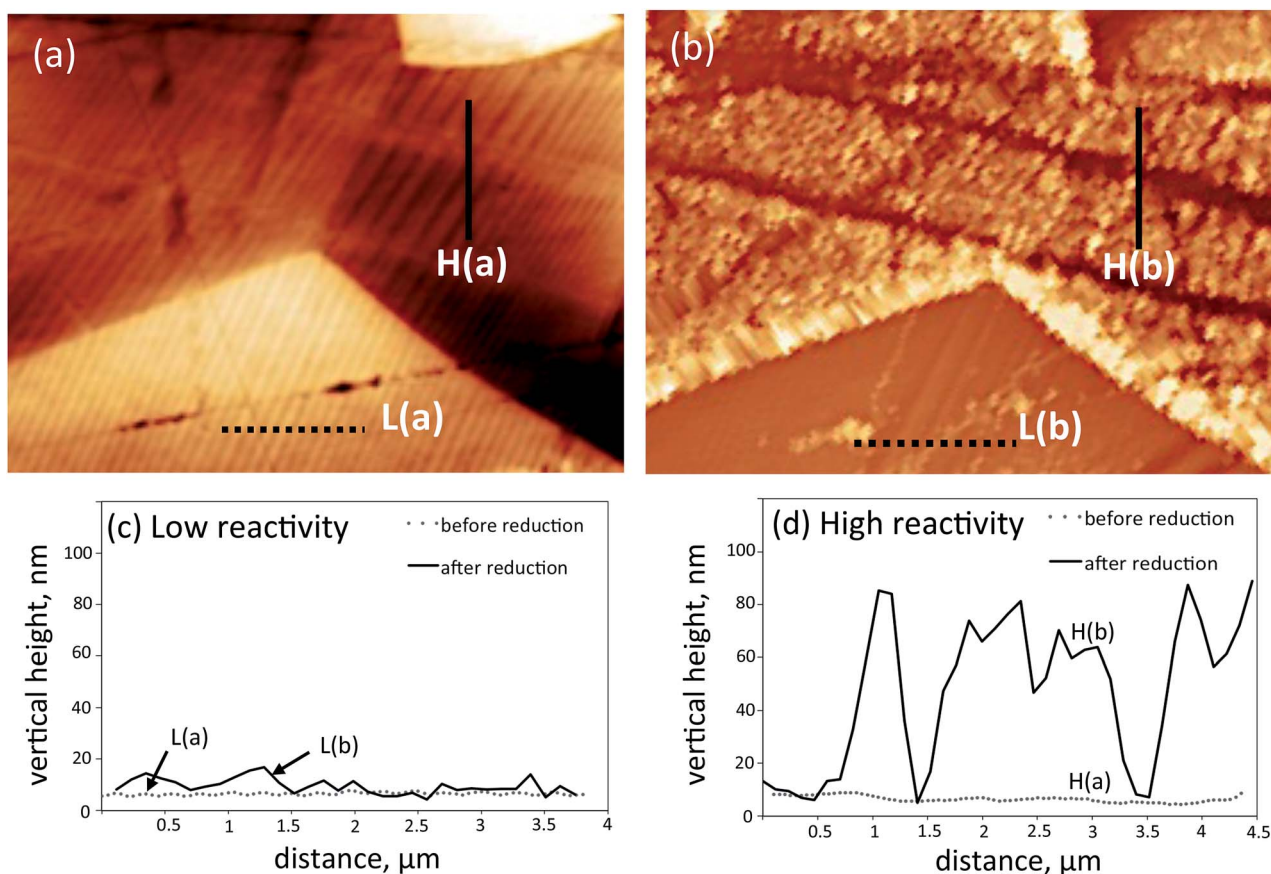 (a)
H(a)
L(a)
(b)
H(b)
L(b)
(c) Low reactivity
before reduction
after reduction
100
80
60
40
20
0
L(a)
L(b)
0.5 1 1.5 2 2.5 3 3.5 4
vertical height, nm
distance, μm
(d) High reactivity
before reduction
after reduction
100
80
60
40
20
0
H(b)
H(a)
0.5 1 1.5 2 2.5 3 3.5 4 4.5
vertical height, nm
distance, μm